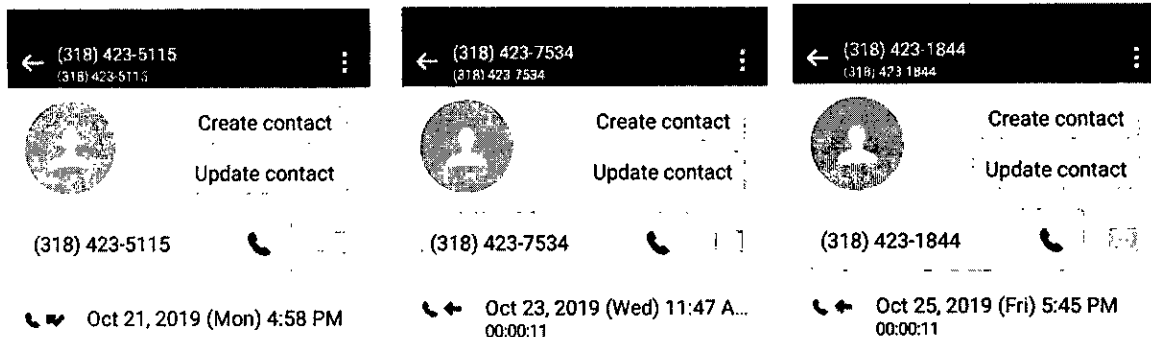 (318) 423-5115
(318) 423-5115
Create contact
Update contact
(318) 423-5115
Oct 21, 2019 (Mon) 4:58 PM
(318) 423-7534
(318) 423 7534
Create contact
Update contact
(318) 423-7534
Oct 23, 2019 (Wed) 11:47 A...
00:00:11
(318) 423-1844
(318) 423 1844
Create contact
Update contact
(318) 423-1844
Oct 25, 2019 (Fri) 5:45 PM
00:00:11